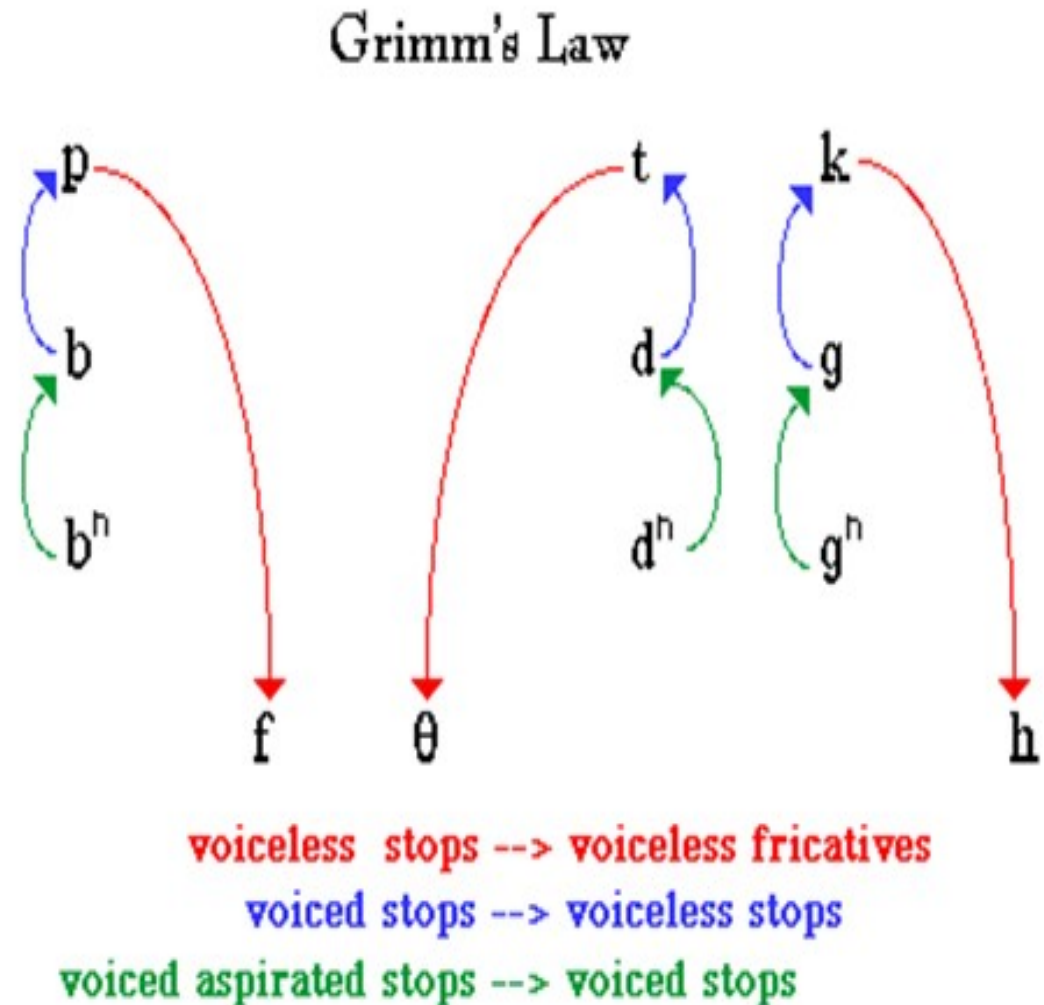 Grimm's Law
p t k
b d g
bʰ dʰ gʰ
f θ h
voiceless stops --> voiceless fricatives
voiced stops --> voiceless stops
voiced aspirated stops --> voiced stops